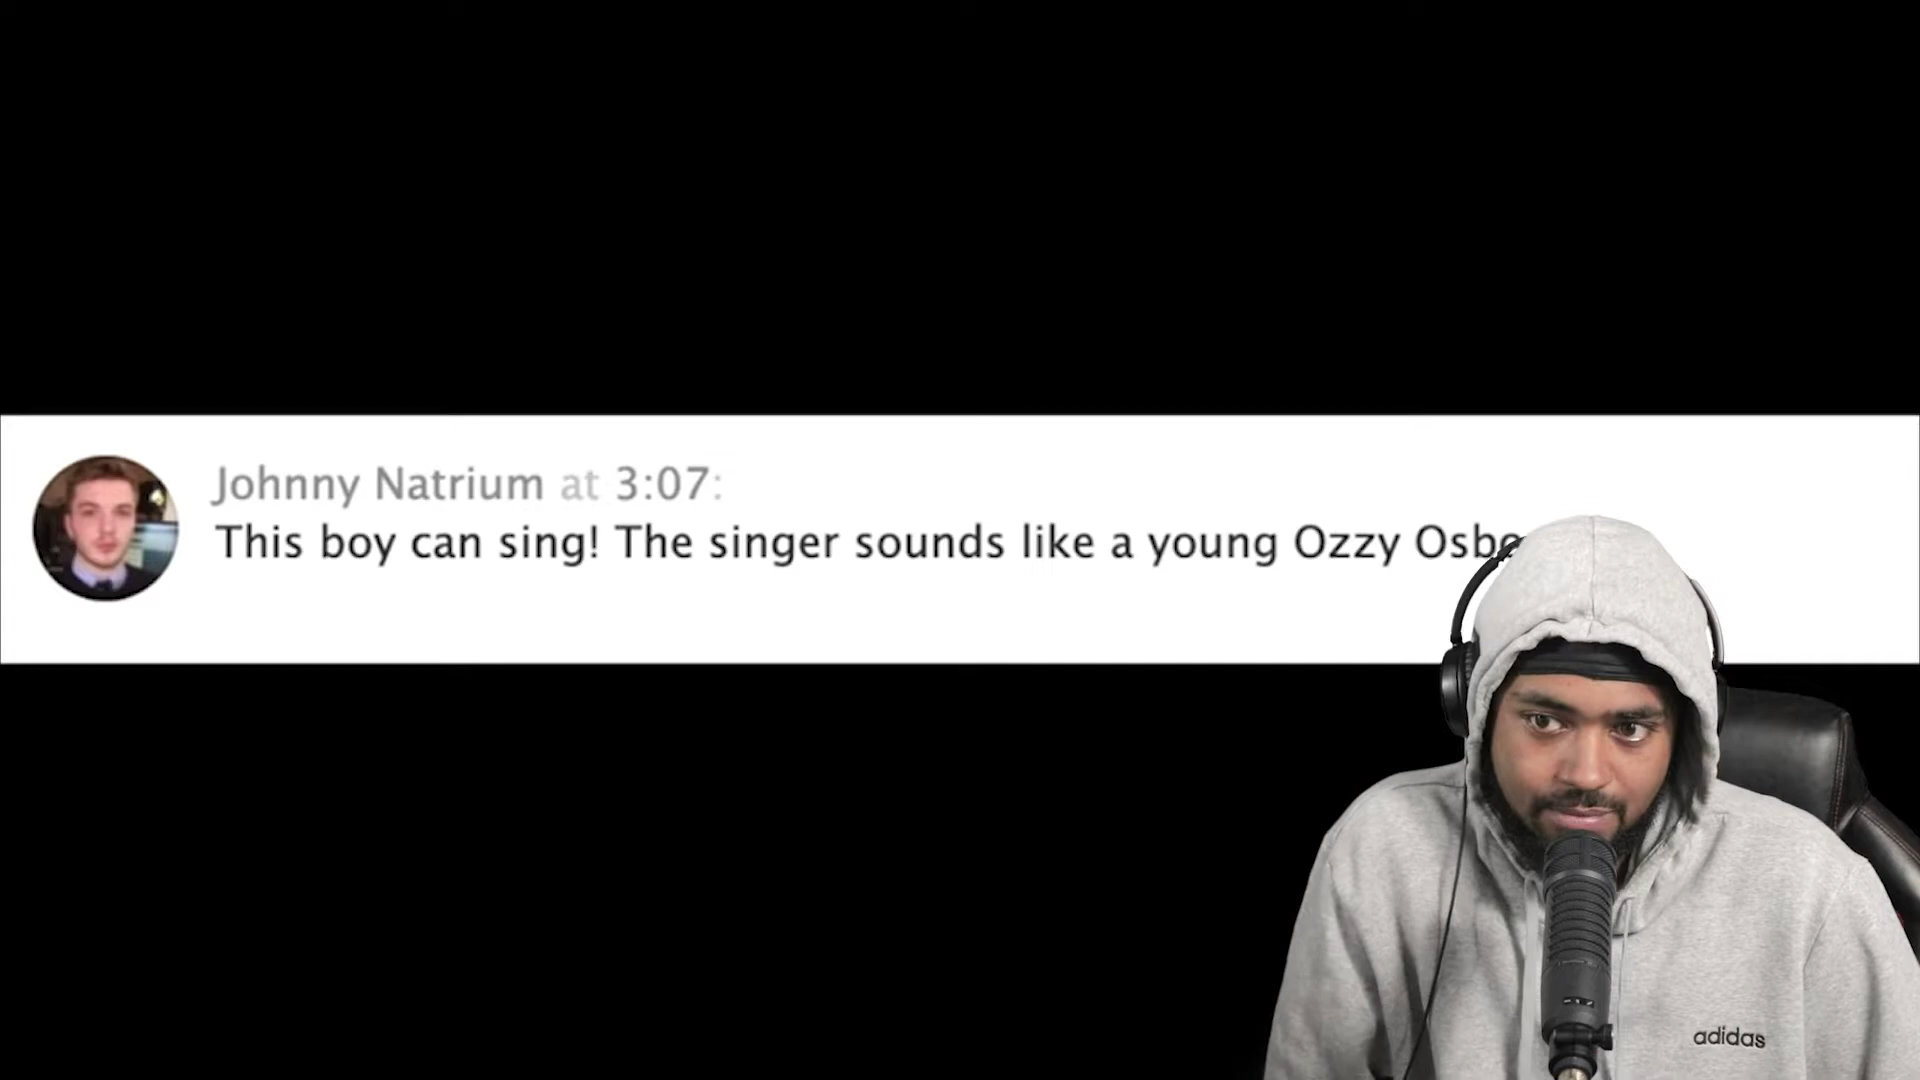 Johnny Natrium at 3:07:
This boy can sing! The singer sounds like a young Ozzy
adidas